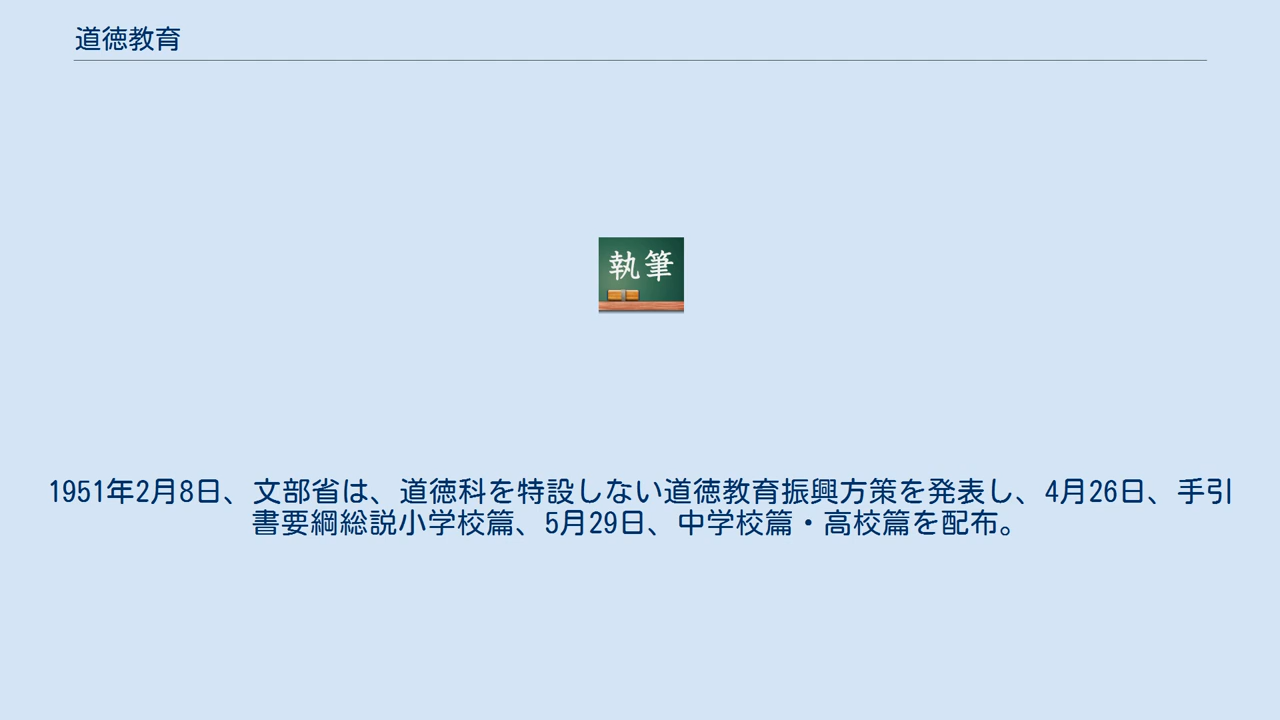 道徳教育
執筆
1951年2月8日、文部省は、道徳科を特設しない道徳教育振興方策を発表し、4月26日、手引
書要綱総説小学校篇、5月29日、中学校篇・高校篇を配布。